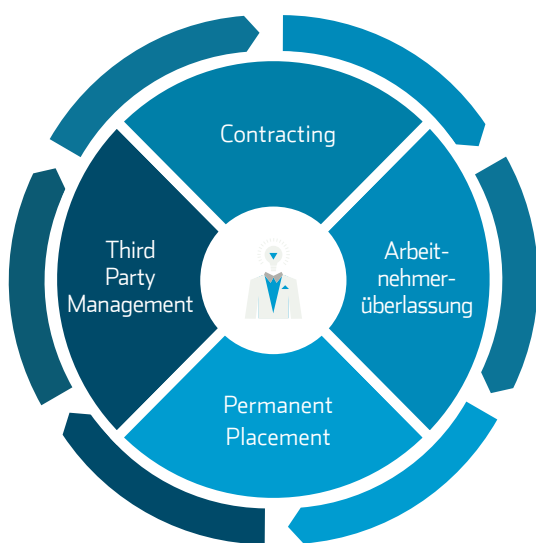 Contracting
Third
Party
Management
Arbeit-
nehmer-
überlassung
Permanent
Placement